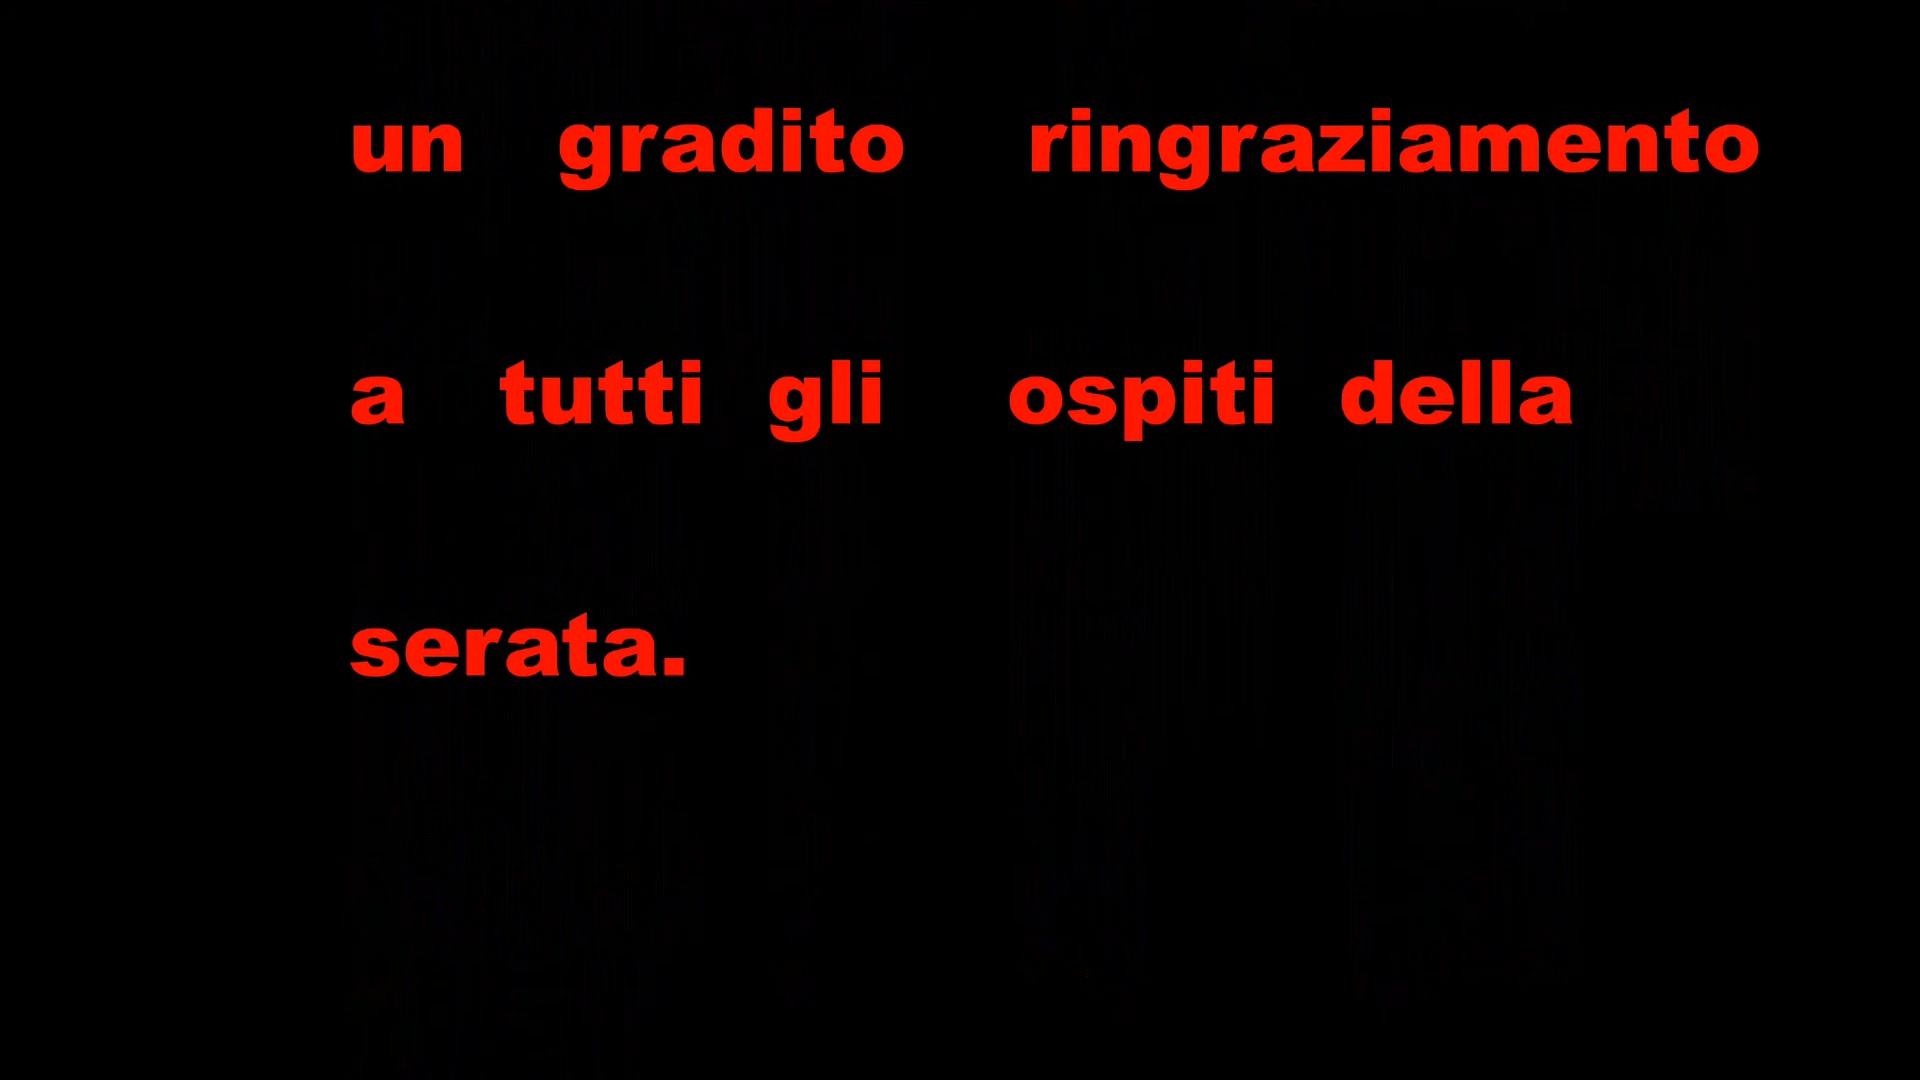 un gradito ringraziamento
a tutti gli ospiti della
serata.